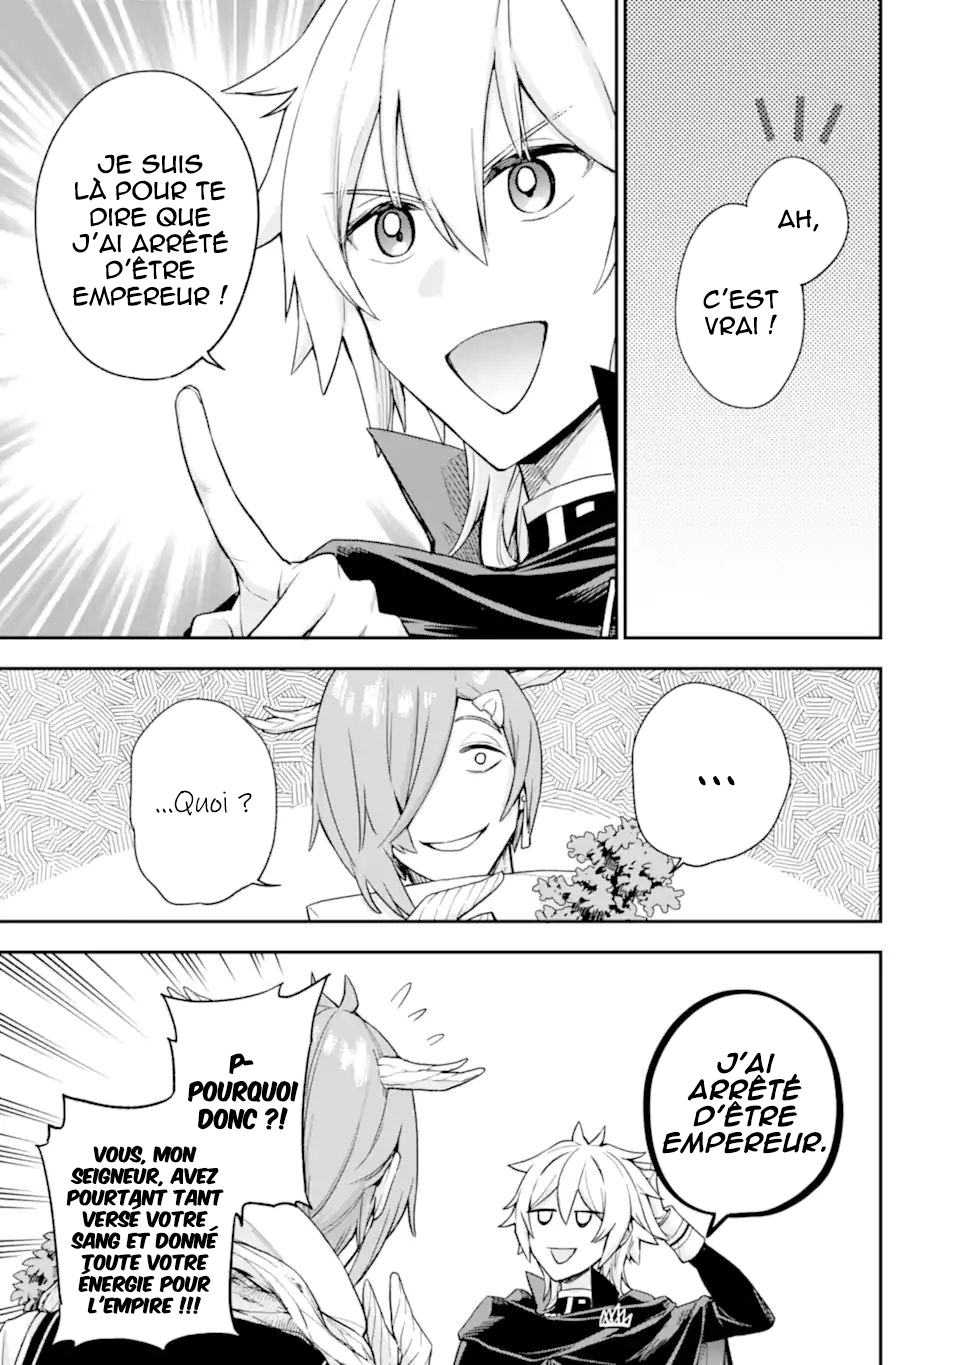 AH,
C'EST
VRAI !
JE SUIS
LÀ POUR TE
DIRE QUE
J'AI ARRÊTÉ
D'ÊTRE
EMPEREUR !
...
...Quoi ?
J'AI
ARRÊTÉ
D'ÊTRE
EMPEREUR.
P-
POURQUOI
DONC ?!
VOUS, MON
SEIGNEUR, AVEZ
POURTANT TANT
VERSÉ VOTRE
SANG ET DONNÉ
TOUTE VOTRE
ÉNERGIE POUR
L'EMPIRE !!!